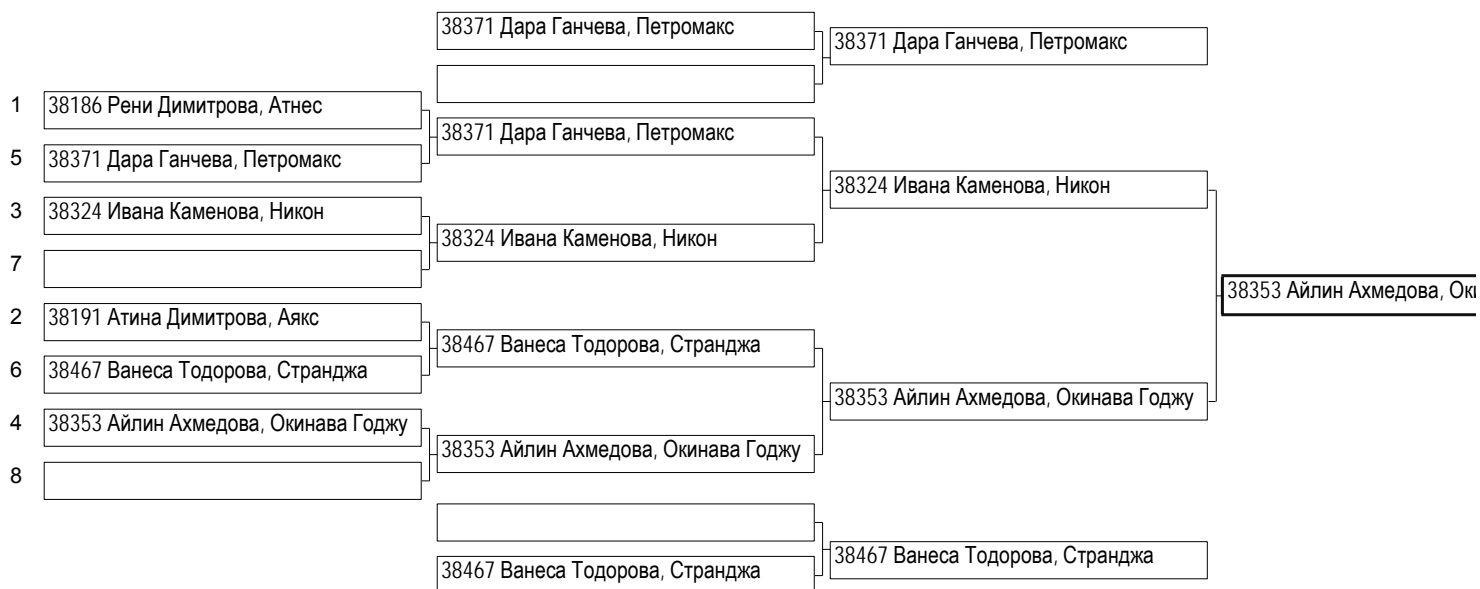 38371 Дара Ганчева, Петромакс
38371 Дара Ганчева, Петромакс
1 38186 Рени Димитрова, Атнес
38371 Дара Ганчева, Петромакс
5 38371 Дара Ганчева, Петромакс
38324 Ивана Каменова, Никон
3 38324 Ивана Каменова, Никон
38324 Ивана Каменова, Никон
7
38353 Айлин Ахмедова,
2 38191 Атина Димитрова, Аякс
38467 Ванеса Тодорова, Странджа
6 38467 Ванеса Тодорова, Странджа
38353 Айлин Ахмедова, Окинава Годжу
4 38353 Айлин Ахмедова, Окинава Годжу
38353 Айлин Ахмедова, Окинава Годжу
8
38467 Ванеса Тодорова, Странджа
38467 Ванеса Тодорова, Странджа